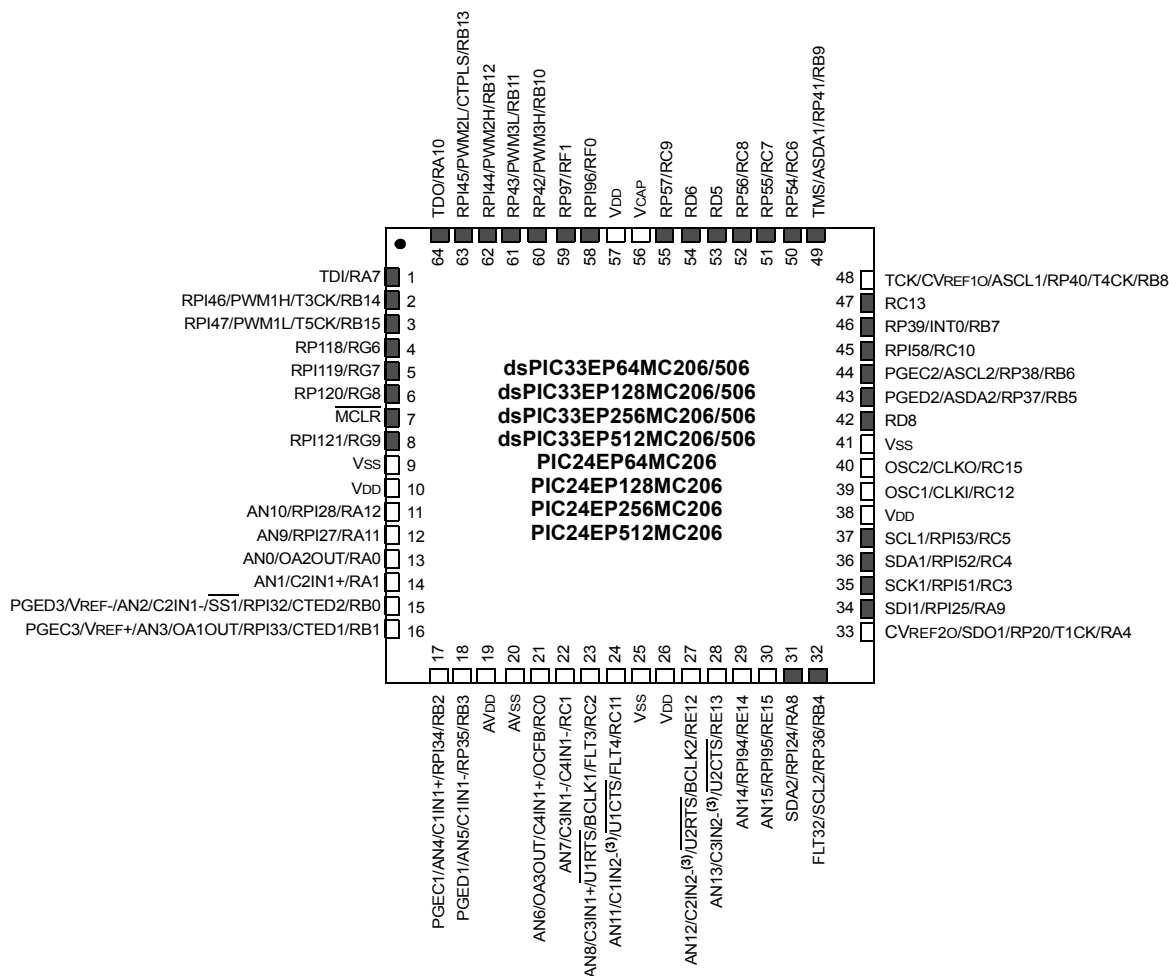 TDO/RA10
RPI45/PWM2L/CTPLS/RB13
RPI44/PWM2H/RB12
RP43/PWM3L/RB11
RP42/PWM3H/RB10
RP97/RF1
RPI96/RF0
VDD
VCAP
RP57/RC9
RD6
RD5
RP56/RC8
RP55/RC7
RP54/RC6
TMS/ASDA1/RP41/RB9
64 63 62 61 60 59 58 57 56 55 54 53 52 51 50 49
TDI/RA7 1
RPI46/PWM1H/T3CK/RB14 2
RPI47/PWM1L/T5CK/RB15 3
RP118/RG6 4
RPI119/RG7 5
RP120/RG8 6
MCLR 7
RPI121/RG9 8
VSS 9
VDD 10
AN10/RPI28/RA12 11
AN9/RPI27/RA11 12
AN0/OA2OUT/RA0 13
AN1/C2IN1+/RA1 14
PGED3/VREF-/AN2/C2IN1-/SS1/RPI32/CTED2/RB0 15
PGEC3/VREF+/AN3/OA1OUT/RPI33/CTED1/RB1 16
dsPIC33EP64MC206/506
dsPIC33EP128MC206/506
dsPIC33EP256MC206/506
dsPIC33EP512MC206/506
PIC24EP64MC206
PIC24EP128MC206
PIC24EP256MC206
PIC24EP512MC206
48 TCK/CVREF1O/ASCL1/RP40/T4CK/RB8
47 RC13
46 RP39/INT0/RB7
45 RPI58/RC10
44 PGEC2/ASCL2/RP38/RB6
43 PGED2/ASDA2/RP37/RB5
42 RD8
41 VSS
40 OSC2/CLKO/RC15
39 OSC1/CLKI/RC12
38 VDD
37 SCL1/RPI53/RC5
36 SDA1/RPI52/RC4
35 SCK1/RPI51/RC3
34 SDI1/RPI25/RA9
33 CVREF2O/SDO1/RP20/T1CK/RA4
17 18 19 20 21 22 23 24 25 26 27 28 29 30 31 32
PGEC1/AN4/C1IN1+/RPI34/RB2
PGED1/AN5/C1IN1-/RP35/RB3
AVDD
AVSS
AN6/OA3OUT/C4IN1+/OCFB/RC0
AN7/C3IN1-/C4IN1-/RC1
AN8/C3IN1+/U1RTS/BCLK1/FLT3/RC2
AN11/C1IN2-(3)/U1CTS/FLT4/RC11
VSS
VDD
AN12/C2IN2-(3)/U2RTS/BCLK2/RE12
AN13/C3IN2-(3)/U2CTS/RE13
AN14/RPI94/RE14
AN15/RPI95/RE15
SDA2/RPI24/RA8
FLT32/SCL2/RP36/RB4